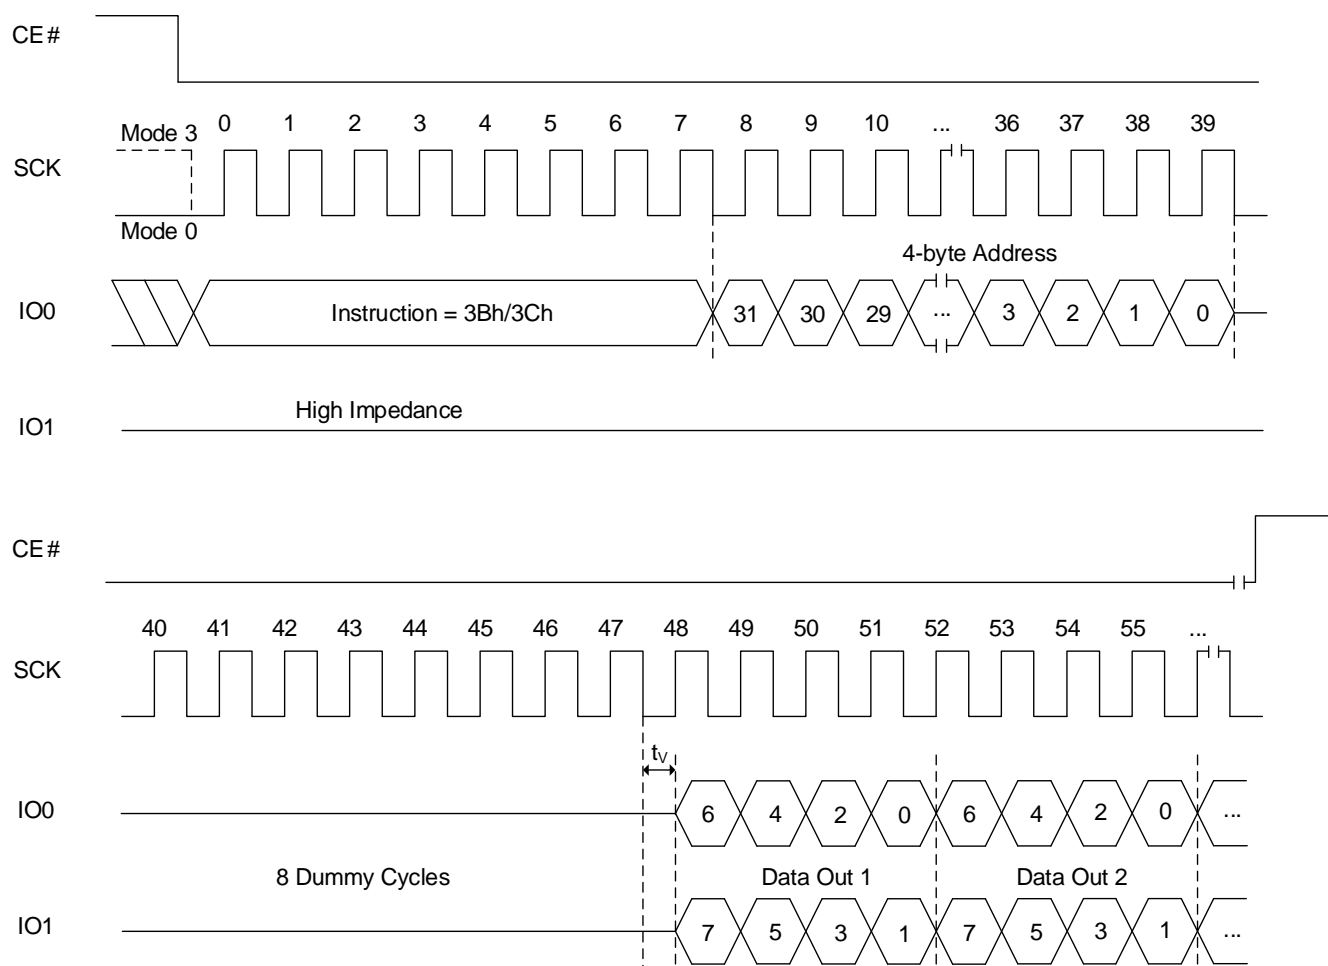 CE#
Mode 3
0 1 2 3 4 5 6 7 8 9 10 ... 36 37 38 39
SCK
Mode 0
4-byte Address
IO0
Instruction = 3Bh/3Ch
31 30 29 ... 3 2 1 0
High Impedance
IO1
CE#
40 41 42 43 44 45 46 47 48 49 50 51 52 53 54 55 ...
SCK
tV
IO0
6 4 2 0 6 4 2 0 ...
8 Dummy Cycles
Data Out 1
Data Out 2
IO1
7 5 3 1 7 5 3 1 ...